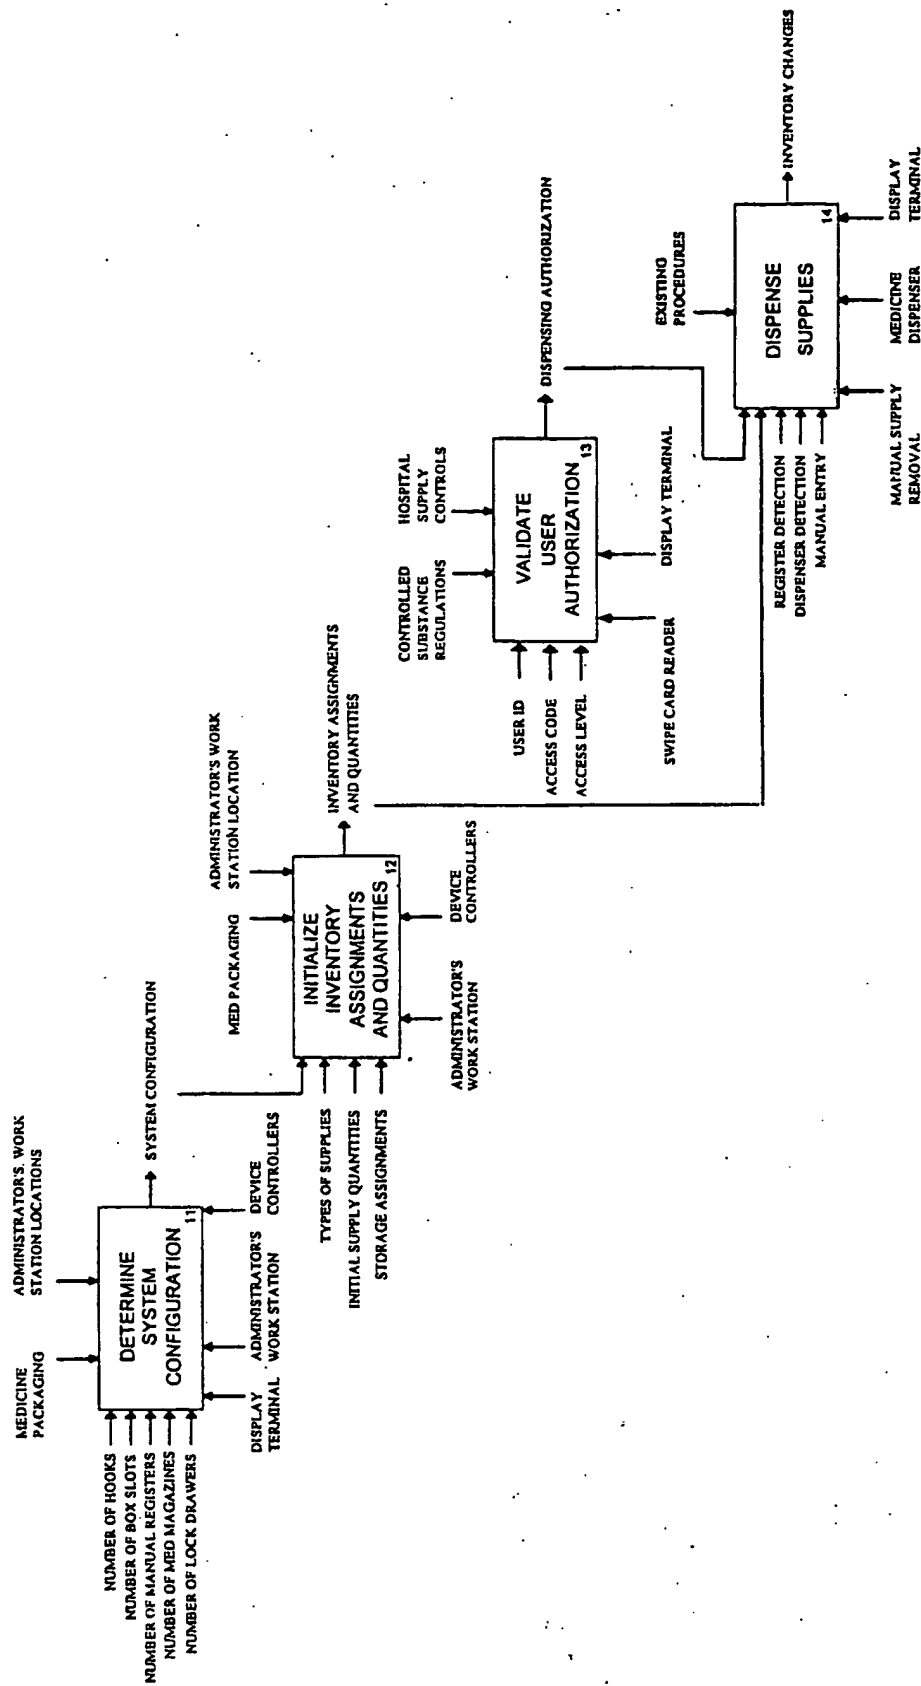 MEDICINE
PACKAGING
ADMINISTRATOR'S. WORK
STATION LOCATIONS
NUMBER OF HOOKS
NUMBER OF BOX SLOTS
NUMBER OF MANUAL REGISTERS
NUMBER OF MED MAGAZINES
NUMBER OF LOCK DRAWERS
DETERMINE
SYSTEM
CONFIGURATION
11
SYSTEM CONFIGURATION
DISPLAY
TERMINAL
ADMINISTRATOR'S
WORK STATION
DEVICE
CONTROLLERS
MED PACKAGING
ADMINISTRATOR'S WORK
STATION LOCATION
TYPES OF SUPPLIES
INITIAL SUPPLY QUANTITIES
STORAGE ASSIGNMENTS
INITIALIZE
INVENTORY
ASSIGNMENTS
AND QUANTITIES
12
INVENTORY ASSIGNMENTS
AND QUANTITIES
ADMINISTRATOR'S
WORK STATION
DEVICE
CONTROLLERS
CONTROLLED
SUBSTANCE
REGULATIONS
HOSPITAL
SUPPLY
CONTROLS
USER ID
ACCESS CODE
ACCESS LEVEL
VALIDATE
USER
AUTHORIZATION
13
DISPENSING AUTHORIZATION
SWIPE CARD READER
DISPLAY TERMINAL
EXISTING
PROCEDURES
REGISTER DETECTION
DISPENSER DETECTION
MANUAL ENTRY
DISPENSE
SUPPLIES
14
INVENTORY CHANGES
MANUAL SUPPLY
REMOVAL
MEDICINE
DISPENSER
DISPLAY
TERMINAL